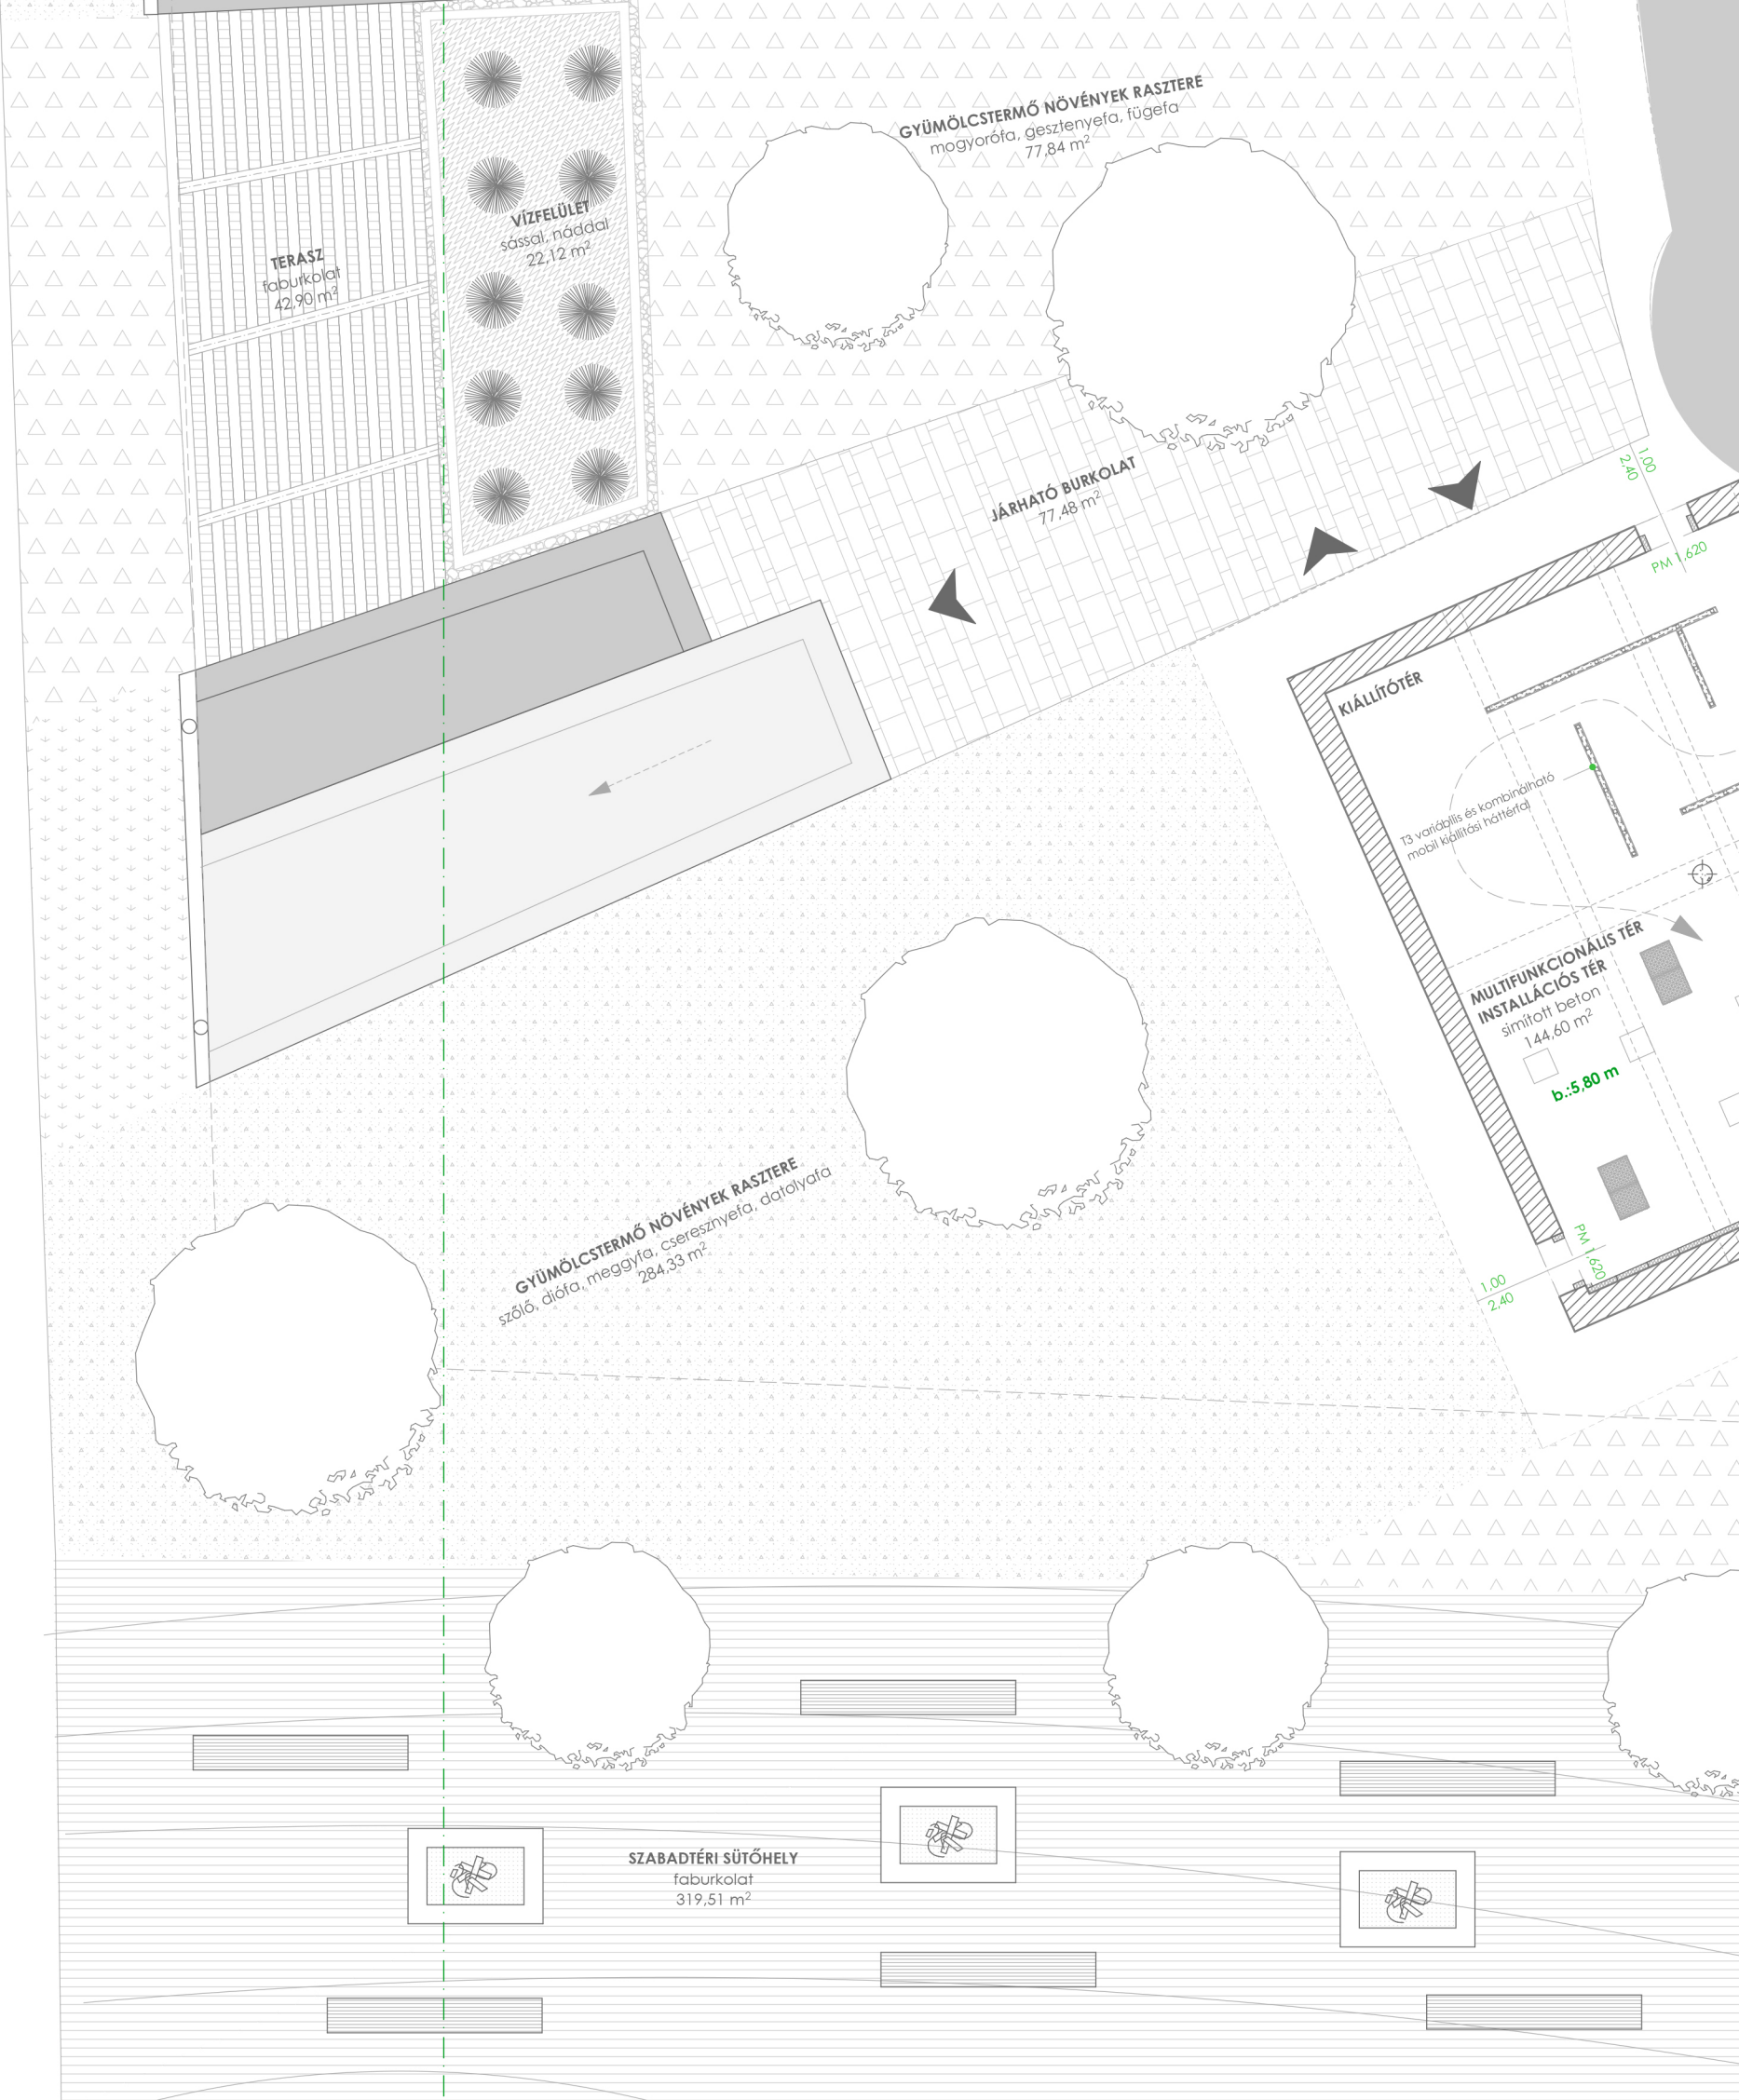 GYÜMÖLCSTERMŐ NÖVÉNYEK RASZTERE
mogyorófa, gesztenyefa, fügefa
77,84 m²
VÍZFELÜLET
sással, náddal
22,12 m²
TERASZ
faburkolat
42,90 m²
JÁRHATÓ BURKOLAT
77,48 m²
1,00
2,40
PM 1,620
KIÁLLÍTÓTÉR
T3 variábilis és kombinálható
mobil kiállítási háttérfal
MULTIFUNKCIONÁLIS TÉR
INSTALLÁCIÓS TÉR
simított beton
144,60 m²
b.:5,80 m
GYÜMÖLCSTERMŐ NÖVÉNYEK RASZTERE
szőlő, diófa, meggyfa, cseresznyefa, datolyafa
284,33 m²
PM 1,620
1,00
2,40
SZABADTÉRI SÜTŐHELY
faburkolat
319,51 m²